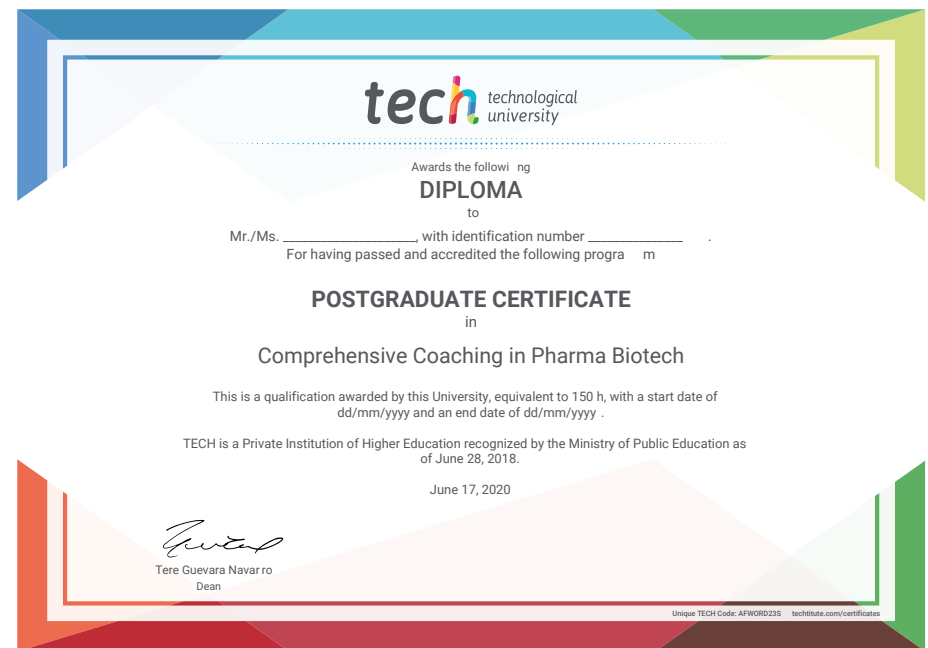 tech technological
university
Awards the followi ng
DIPLOMA
to
Mr./Ms. ____________________, with identification number ______________ .
For having passed and accredited the following progra m
POSTGRADUATE CERTIFICATE
in
Comprehensive Coaching in Pharma Biotech
This is a qualification awarded by this University, equivalent to 150 h, with a start date of
dd/mm/yyyy and an end date of dd/mm/yyyy .
TECH is a Private Institution of Higher Education recognized by the Ministry of Public Education as
of June 28, 2018.
June 17, 2020
Tere Guevara Navar ro
Dean
Unique TECH Code: AFWORD23S techtitute.com/certificates